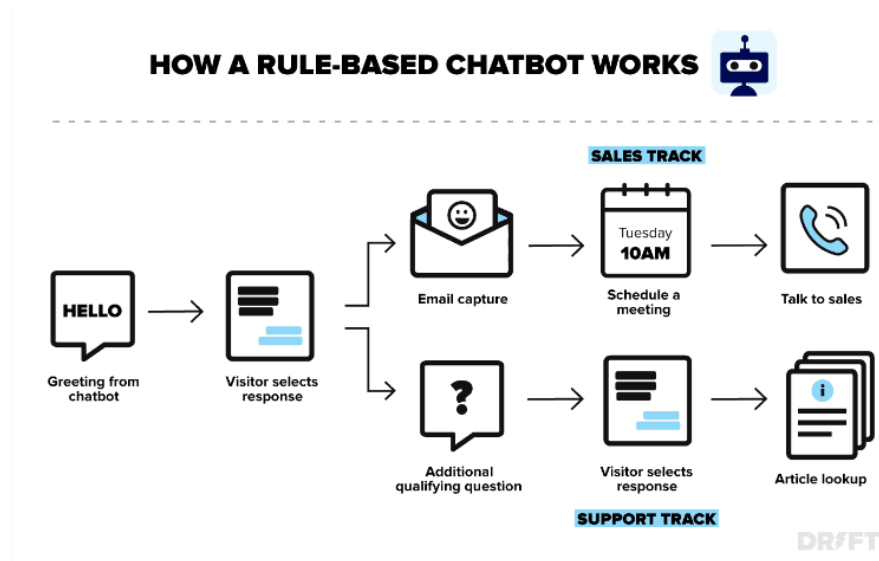 HOW A RULE-BASED CHATBOT WORKS
SALES TRACK
Tuesday
10AM
Email capture
Schedule a
meeting
Talk to sales
HELLO
Greeting from
chatbot
Visitor selects
response
?
Additional
qualifying question
Visitor selects
response
i
Article lookup
SUPPORT TRACK
DRIFT